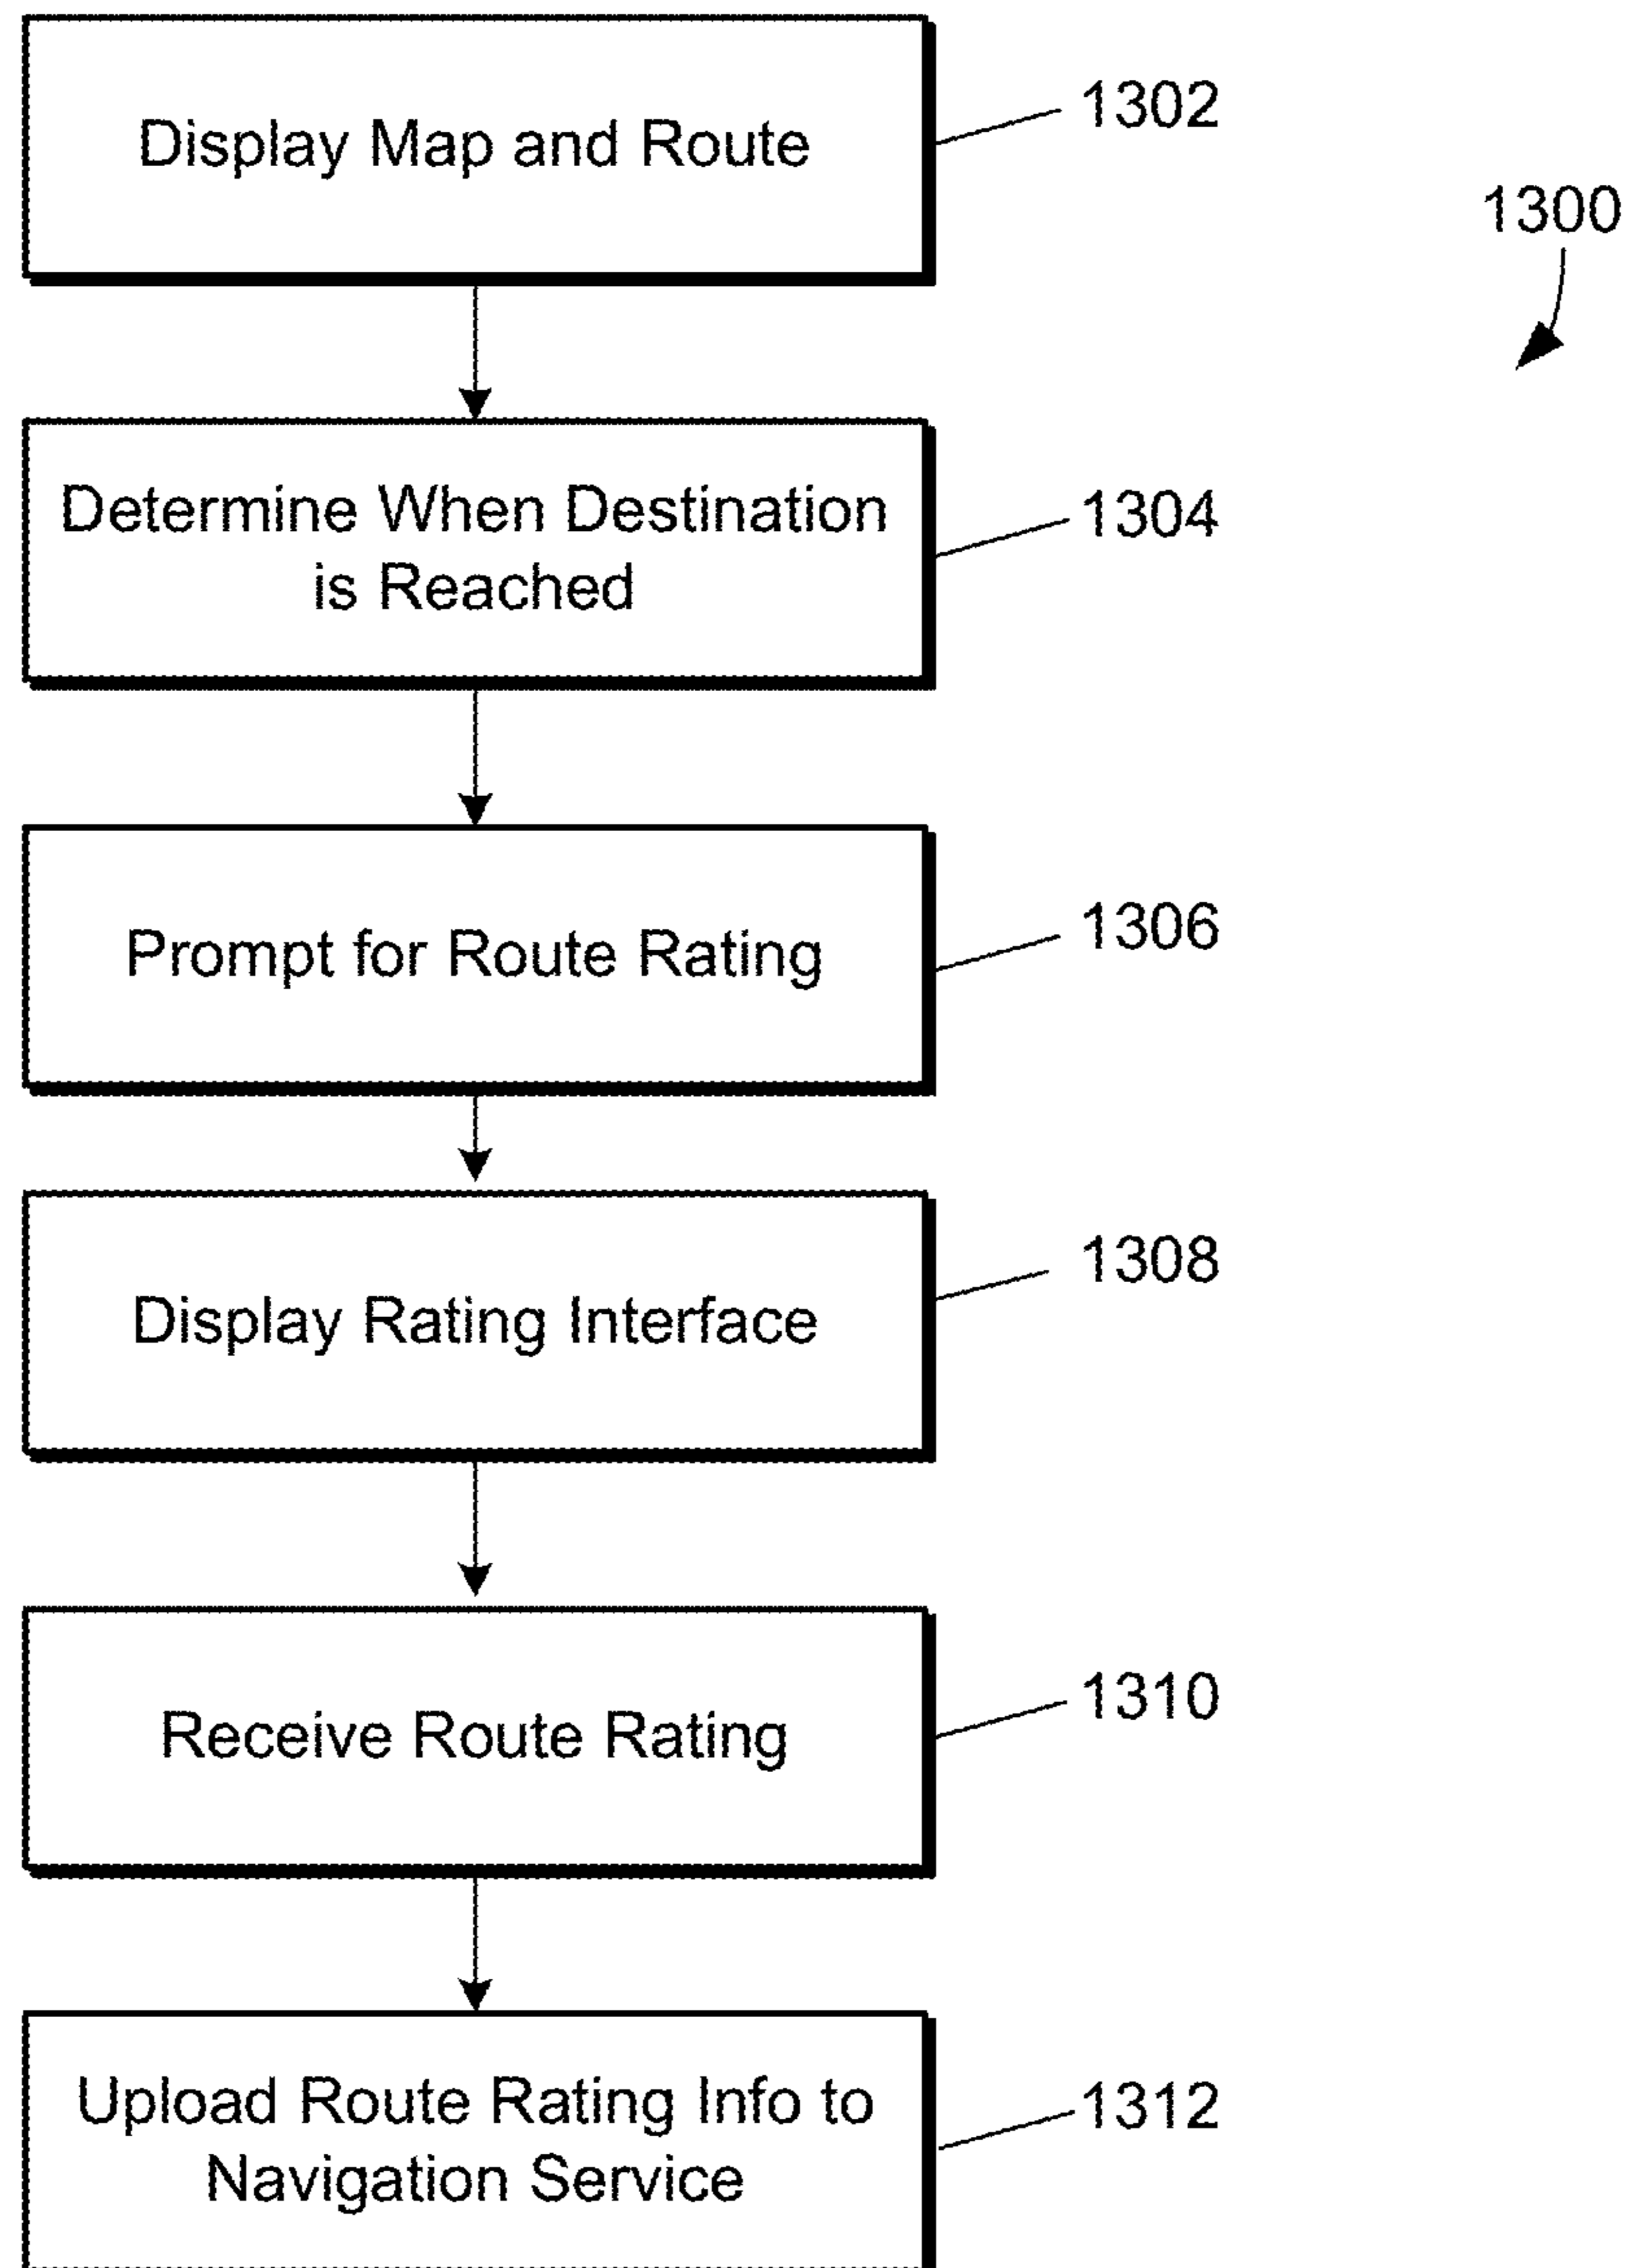 Display Map and Route
1302
1300
Determine When Destination
is Reached
1304
Prompt for Route Rating
1306
Display Rating Interface
1308
Receive Route Rating
1310
Upload Route Rating Info to
Navigation Service
1312